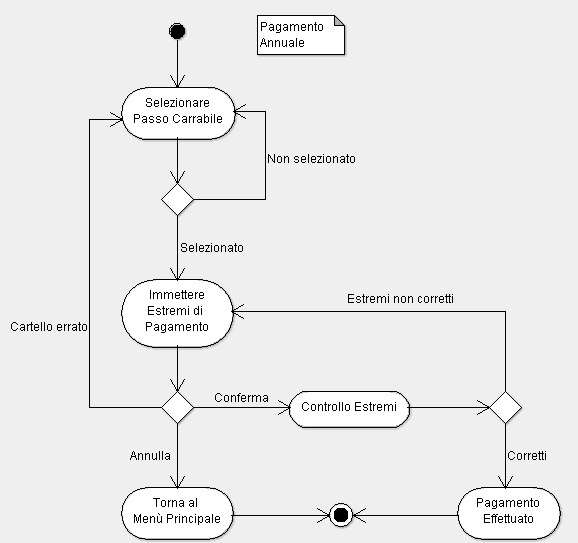 Pagamento
Annuale
Selezionare
Passo Carrabile
Non selezionato
Selezionato
Immettere
Estremi di
Pagamento
Estremi non corretti
Cartello errato
Conferma
Controllo Estremi
Annulla
Corretti
Torna al
Menù Principale
Pagamento
Effettuato